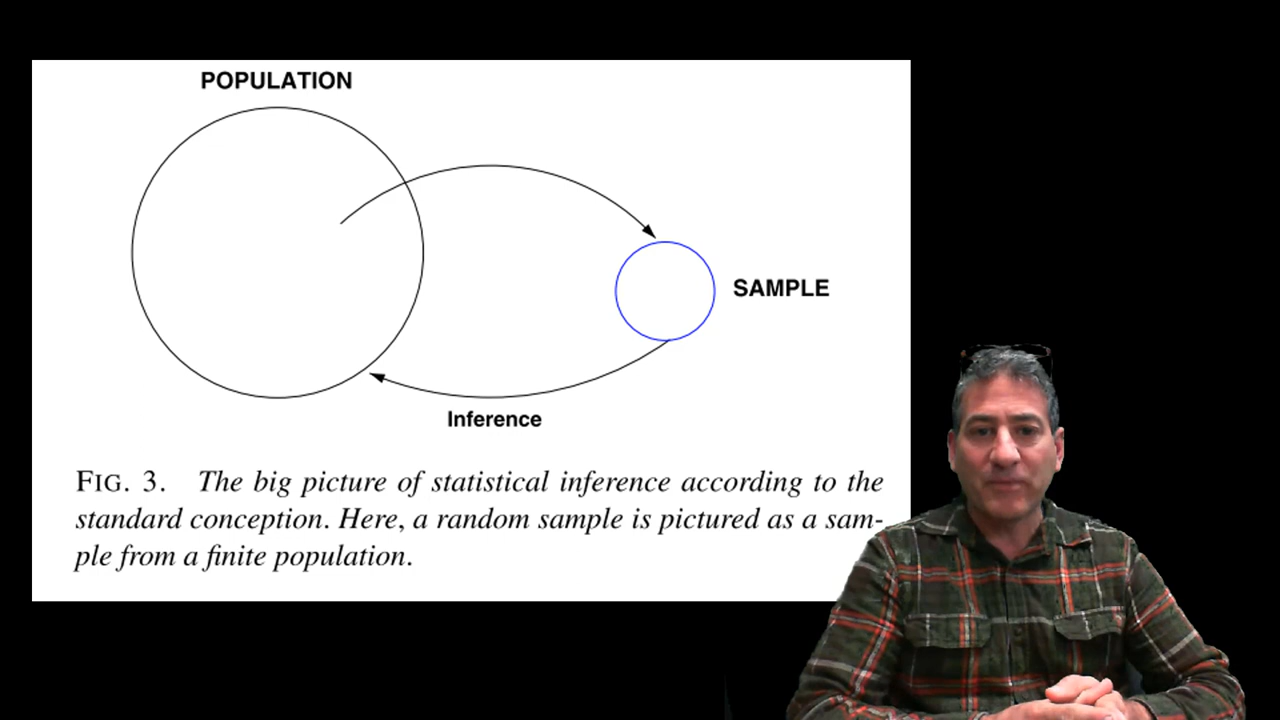 POPULATION
SAMPLE
Inference
FIG. 3. The big picture of statistical inference according to the
standard conception. Here, a random sample is pictured as a sam-
ple from a finite population.